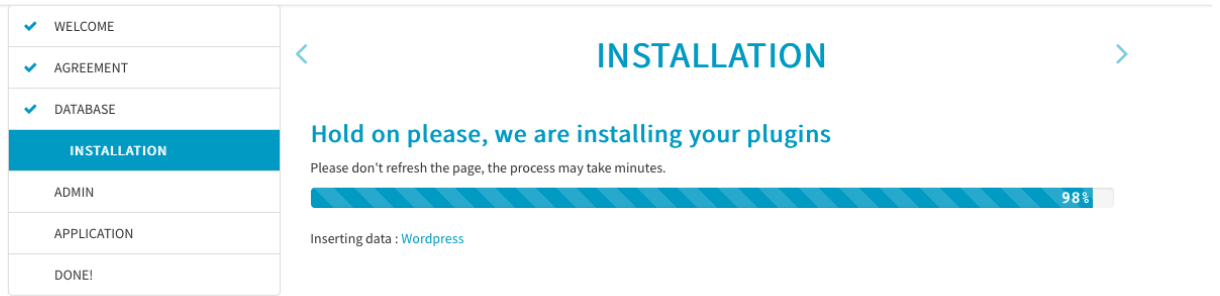 WELCOME
AGREEMENT
DATABASE
INSTALLATION
ADMIN
APPLICATION
DONE!
INSTALLATION
Hold on please, we are installing your plugins
Please don't refresh the page, the process may take minutes.
98%
Inserting data : Wordpress